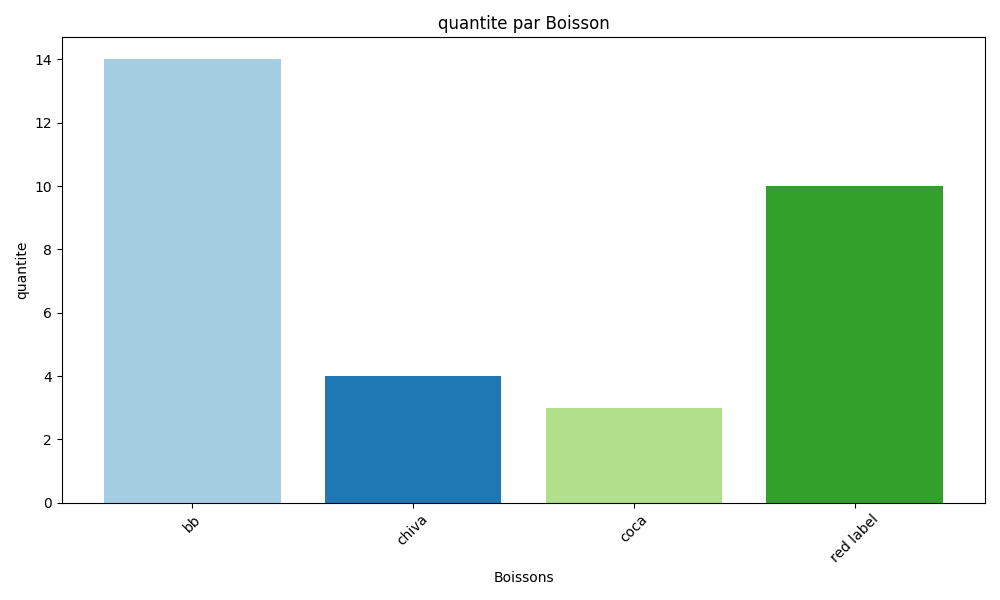 quantite par Boisson
quantite
14
12
10
8
6
4
2
0
bb
chiva
coca
red label
Boissons